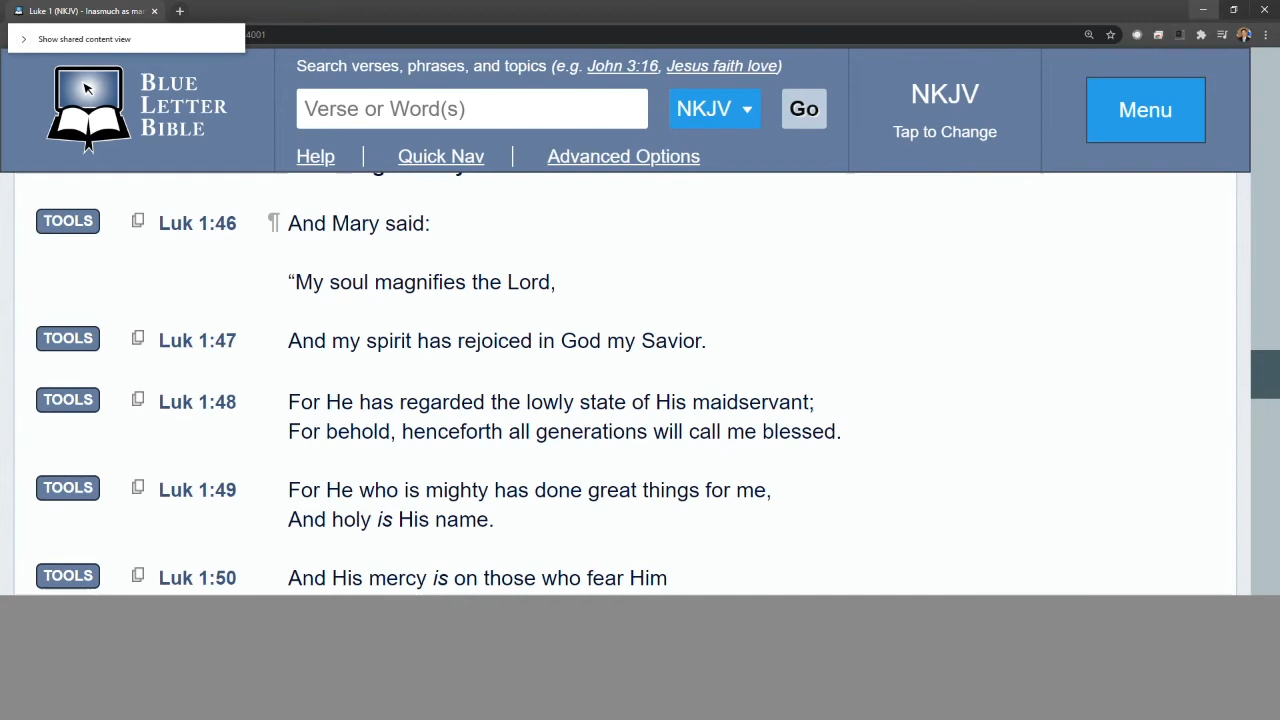 Luke 1 (NKJV) - Inasmuch as ma
Show shared content view
4001
BLUE
LETTER
BIBLE
Search verses, phrases, and topics (e.g. John 3:16, Jesus faith love)
Verse or Word(s)
NKJV
Go
Help
Quick Nav
Advanced Options
NKJV
Tap to Change
Menu
TOOLS Luk 1:46 ¶ And Mary said:
“My soul magnifies the Lord,
TOOLS Luk 1:47 And my spirit has rejoiced in God my Savior.
TOOLS Luk 1:48 For He has regarded the lowly state of His maidservant;
For behold, henceforth all generations will call me blessed.
TOOLS Luk 1:49 For He who is mighty has done great things for me,
And holy is His name.
TOOLS Luk 1:50 And His mercy is on those who fear Him